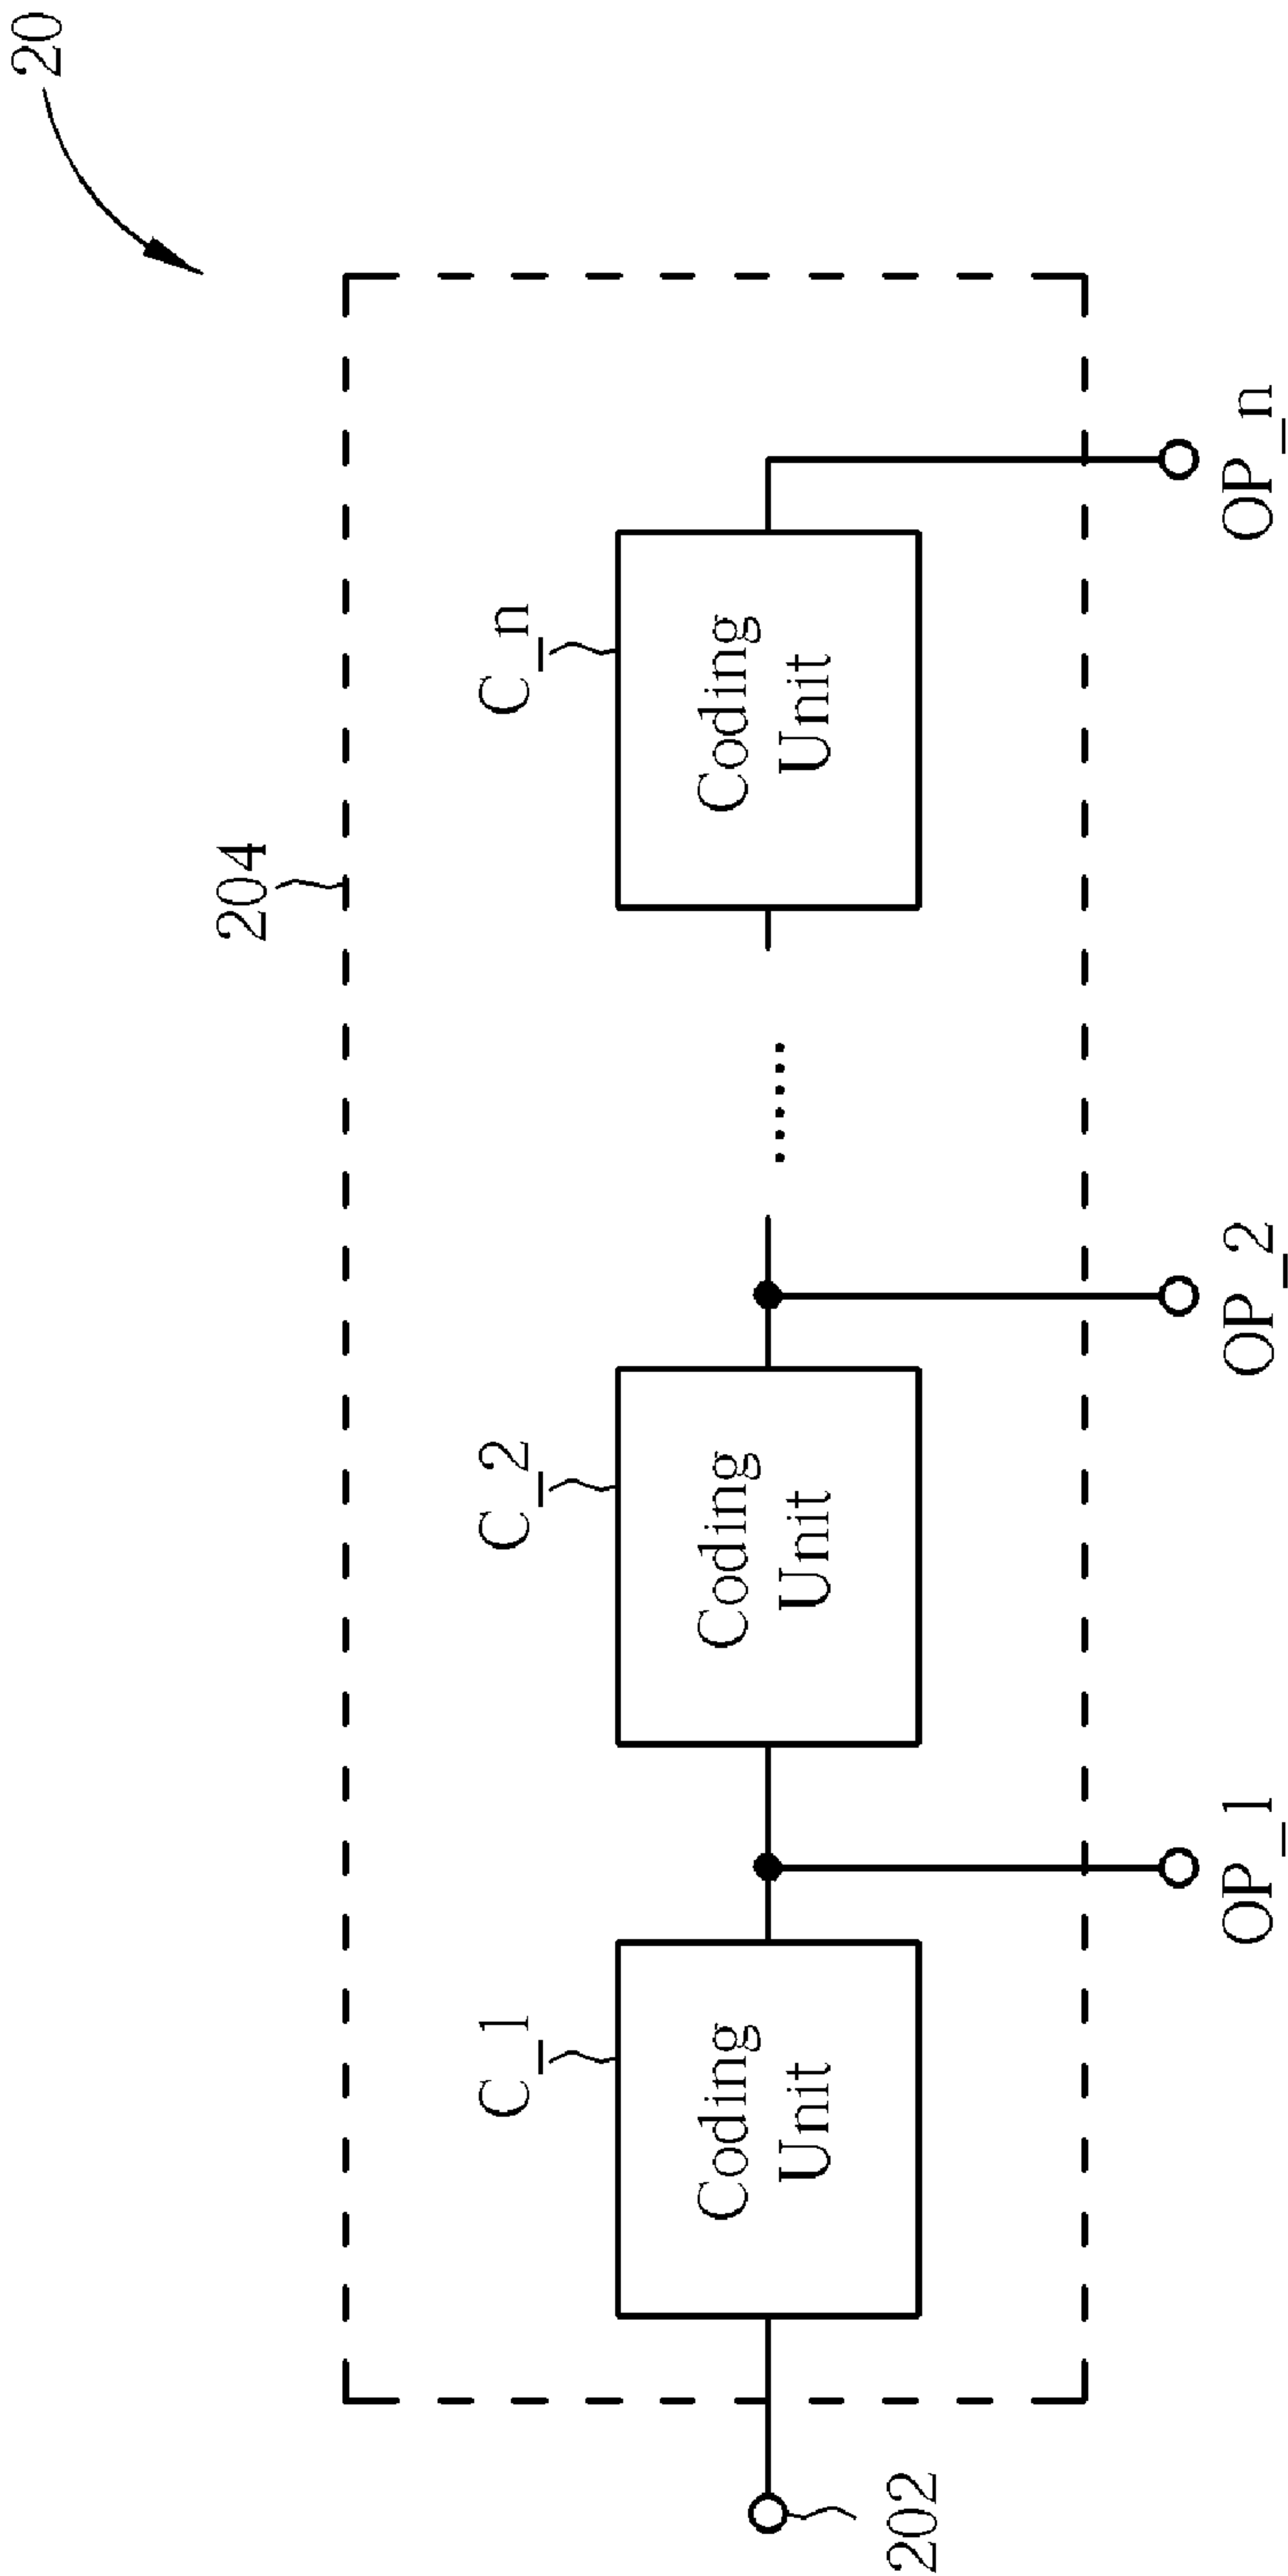 20
204
C_1
C_2
C_n
Coding
Unit
Coding
Unit
......
Coding
Unit
202
OP_1
OP_2
OP_n